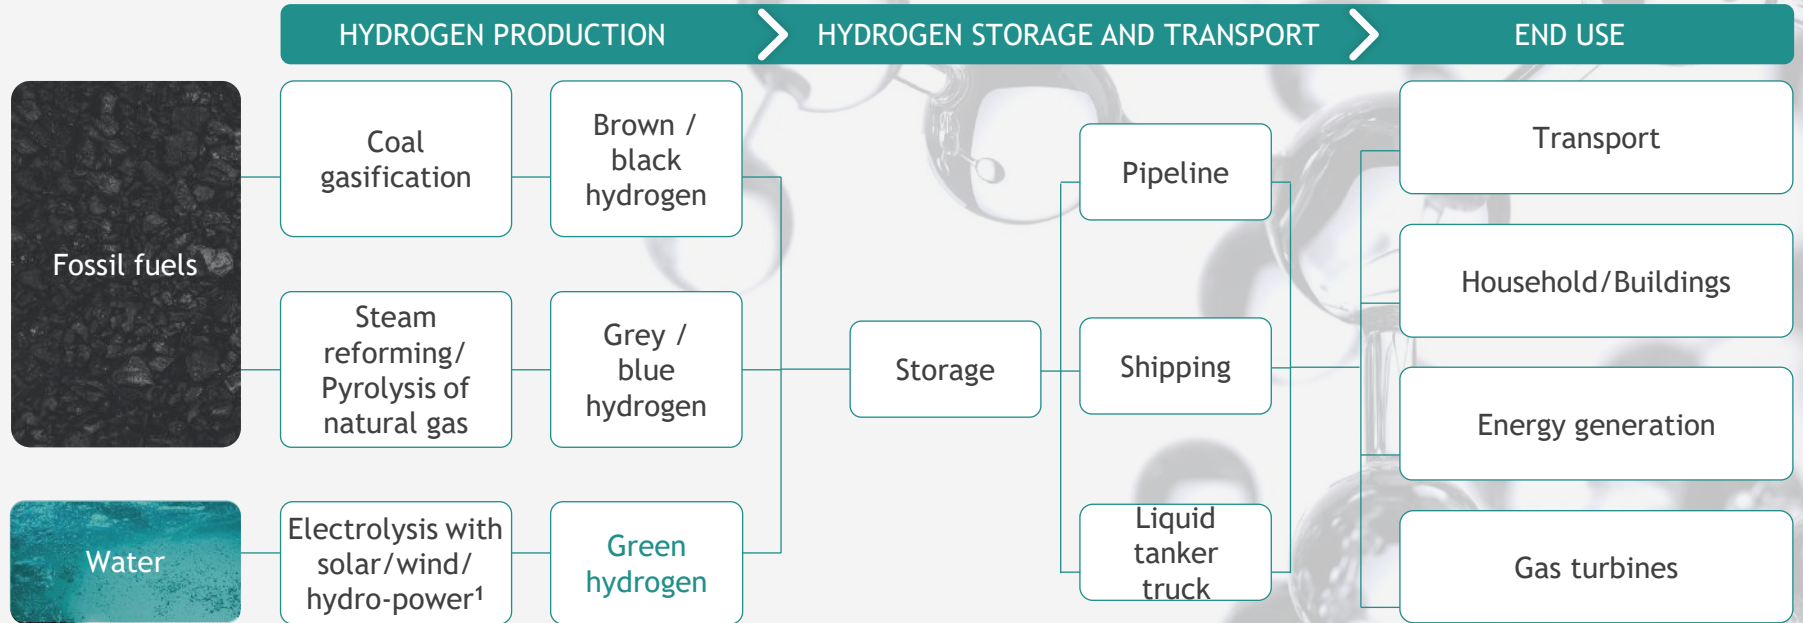 HYDROGEN PRODUCTION
HYDROGEN STORAGE AND TRANSPORT
END USE
Fossil fuels
Coal
gasification
Brown /
black
hydrogen
Steam
reforming/
Pyrolysis of
natural gas
Grey /
blue
hydrogen
Water
Electrolysis with
solar/wind/
hydro-power¹
Green
hydrogen
Storage
Pipeline
Shipping
Liquid
tanker
truck
Transport
Household/Buildings
Energy generation
Gas turbines